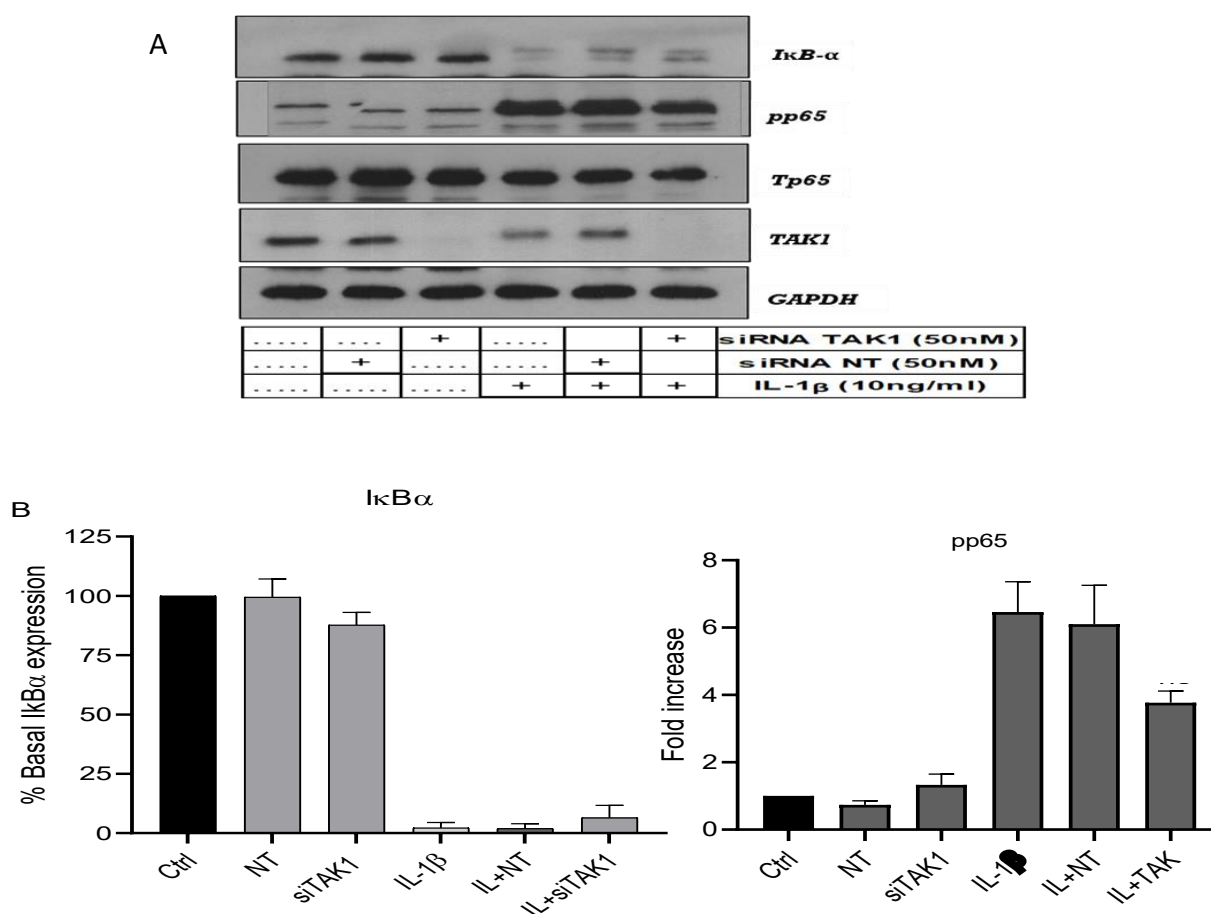 A
IκB-α
pp65
Tp65
TAK1
GAPDH
..... .... + ..... + siRNA TAK1 (50nM)
..... + ..... ..... + siRNA NT (50nM)
..... ..... ..... + + + IL-1β (10ng/ml)
B
IκBα
% Basal IKBα expression
125
100
75
50
25
0
Ctrl
NT
siTAK1
IL-1β
IL+NT
IL+siTAK1
pp65
Fold increase
8
6
4
2
0
Ctrl
NT
siTAK1
IL-1
IL+NT
IL+TAK